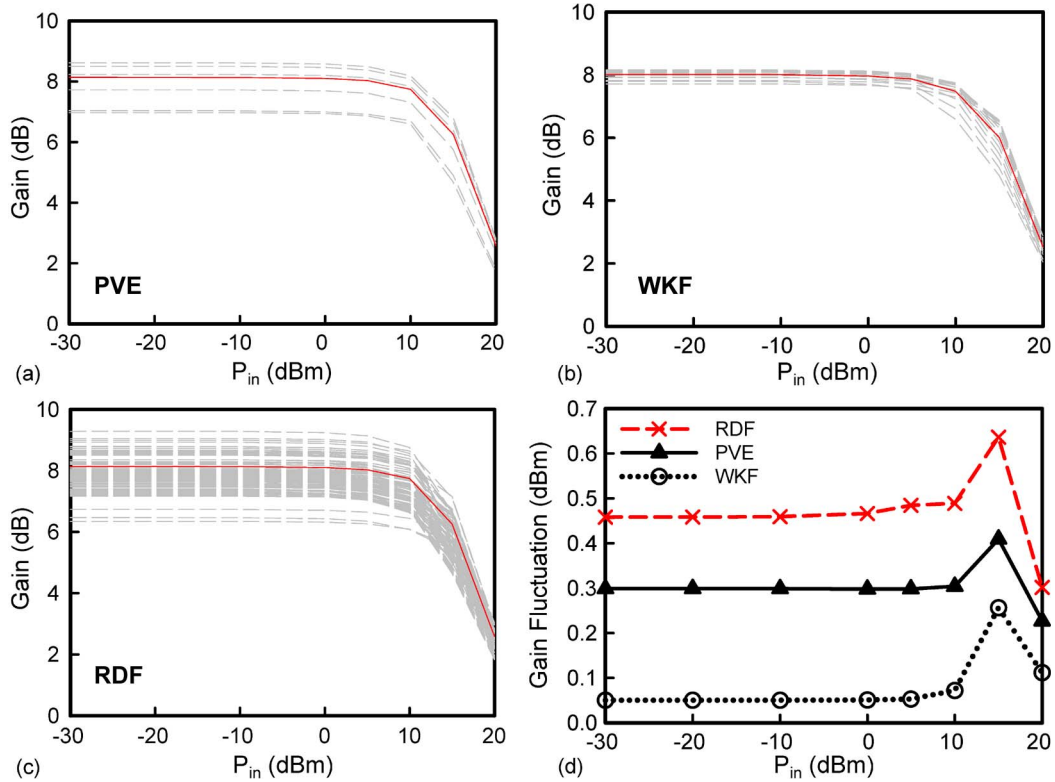 10
8
6
4
2
0
Gain (dB)
PVE
-30 -20 -10 0 10 20
(a) P_in (dBm)
10
8
6
4
2
0
Gain (dB)
WKF
-30 -20 -10 0 10 20
(b) P_in (dBm)
10
8
6
4
2
0
Gain (dB)
RDF
-30 -20 -10 0 10 20
(c) P_in (dBm)
0.7
0.6
0.5
0.4
0.3
0.2
0.1
0.0
Gain Fluctuation (dBm)
RDF
PVE
WKF
-30 -20 -10 0 10 20
P_in (dBm) (d)